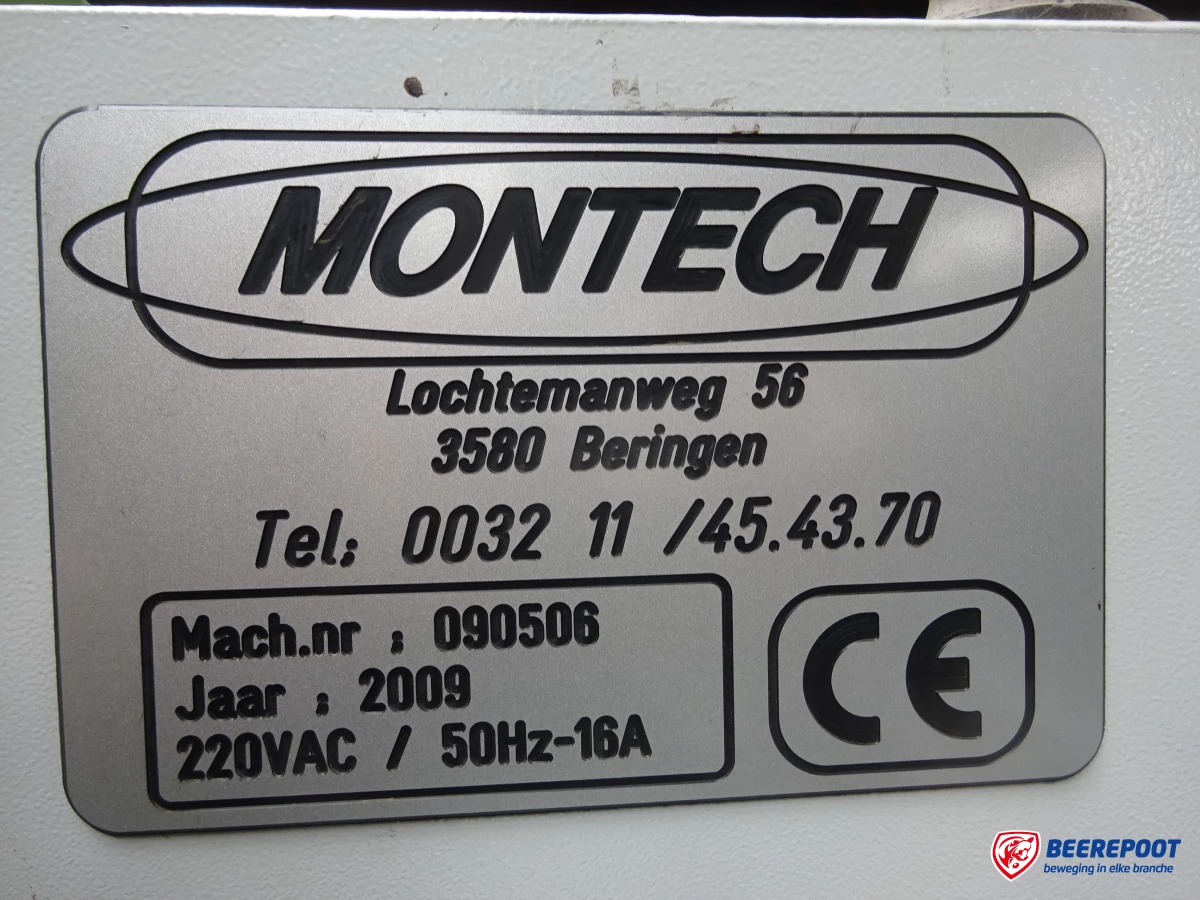 MONTECH
Lochtemanweg 56
3580 Beringen
Tel: 0032 11 /45.43.70
Mach.nr : 090506
Jaar : 2009
220VAC / 50Hz-16A
CE
BEEREPOOT
beweging in elke branche